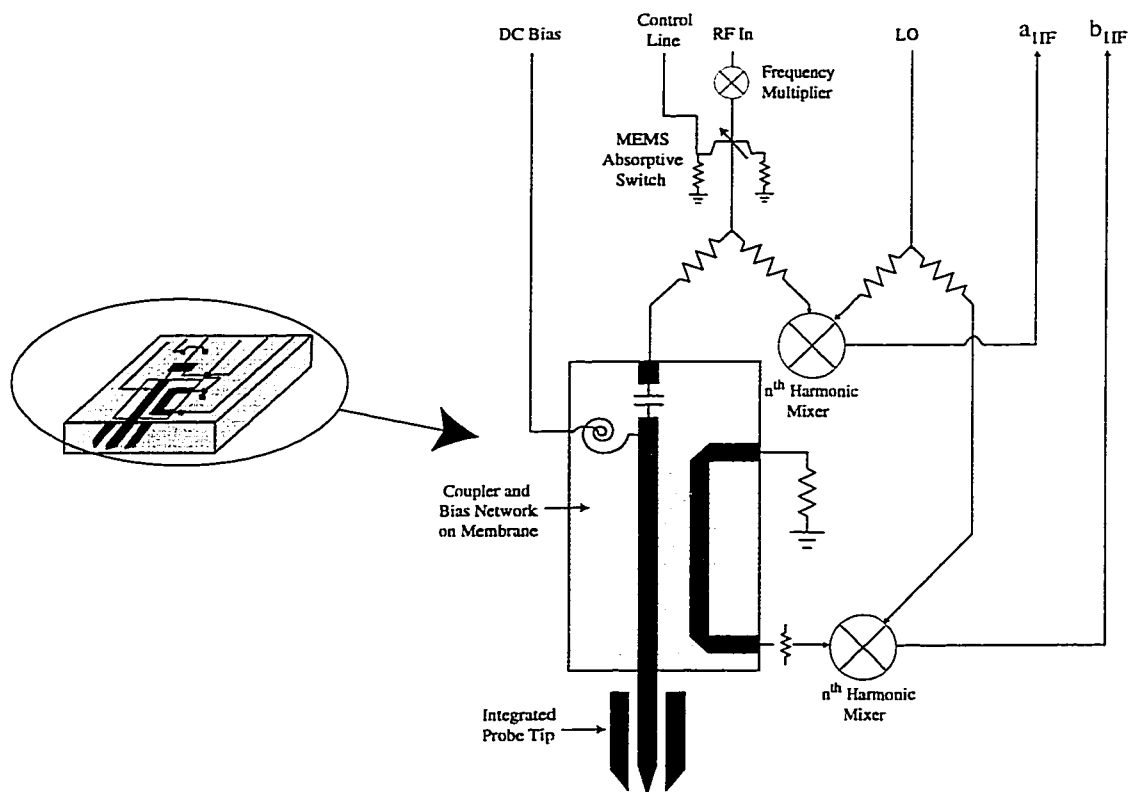 DC Bias
Control
Line
RF In
LO
a1IF
b1IF
Frequency
Multiplier
MEMS
Absorptive
Switch
nth Harmonic
Mixer
Coupler and
Bias Network
on Membrane
nth Harmonic
Mixer
Integrated
Probe Tip